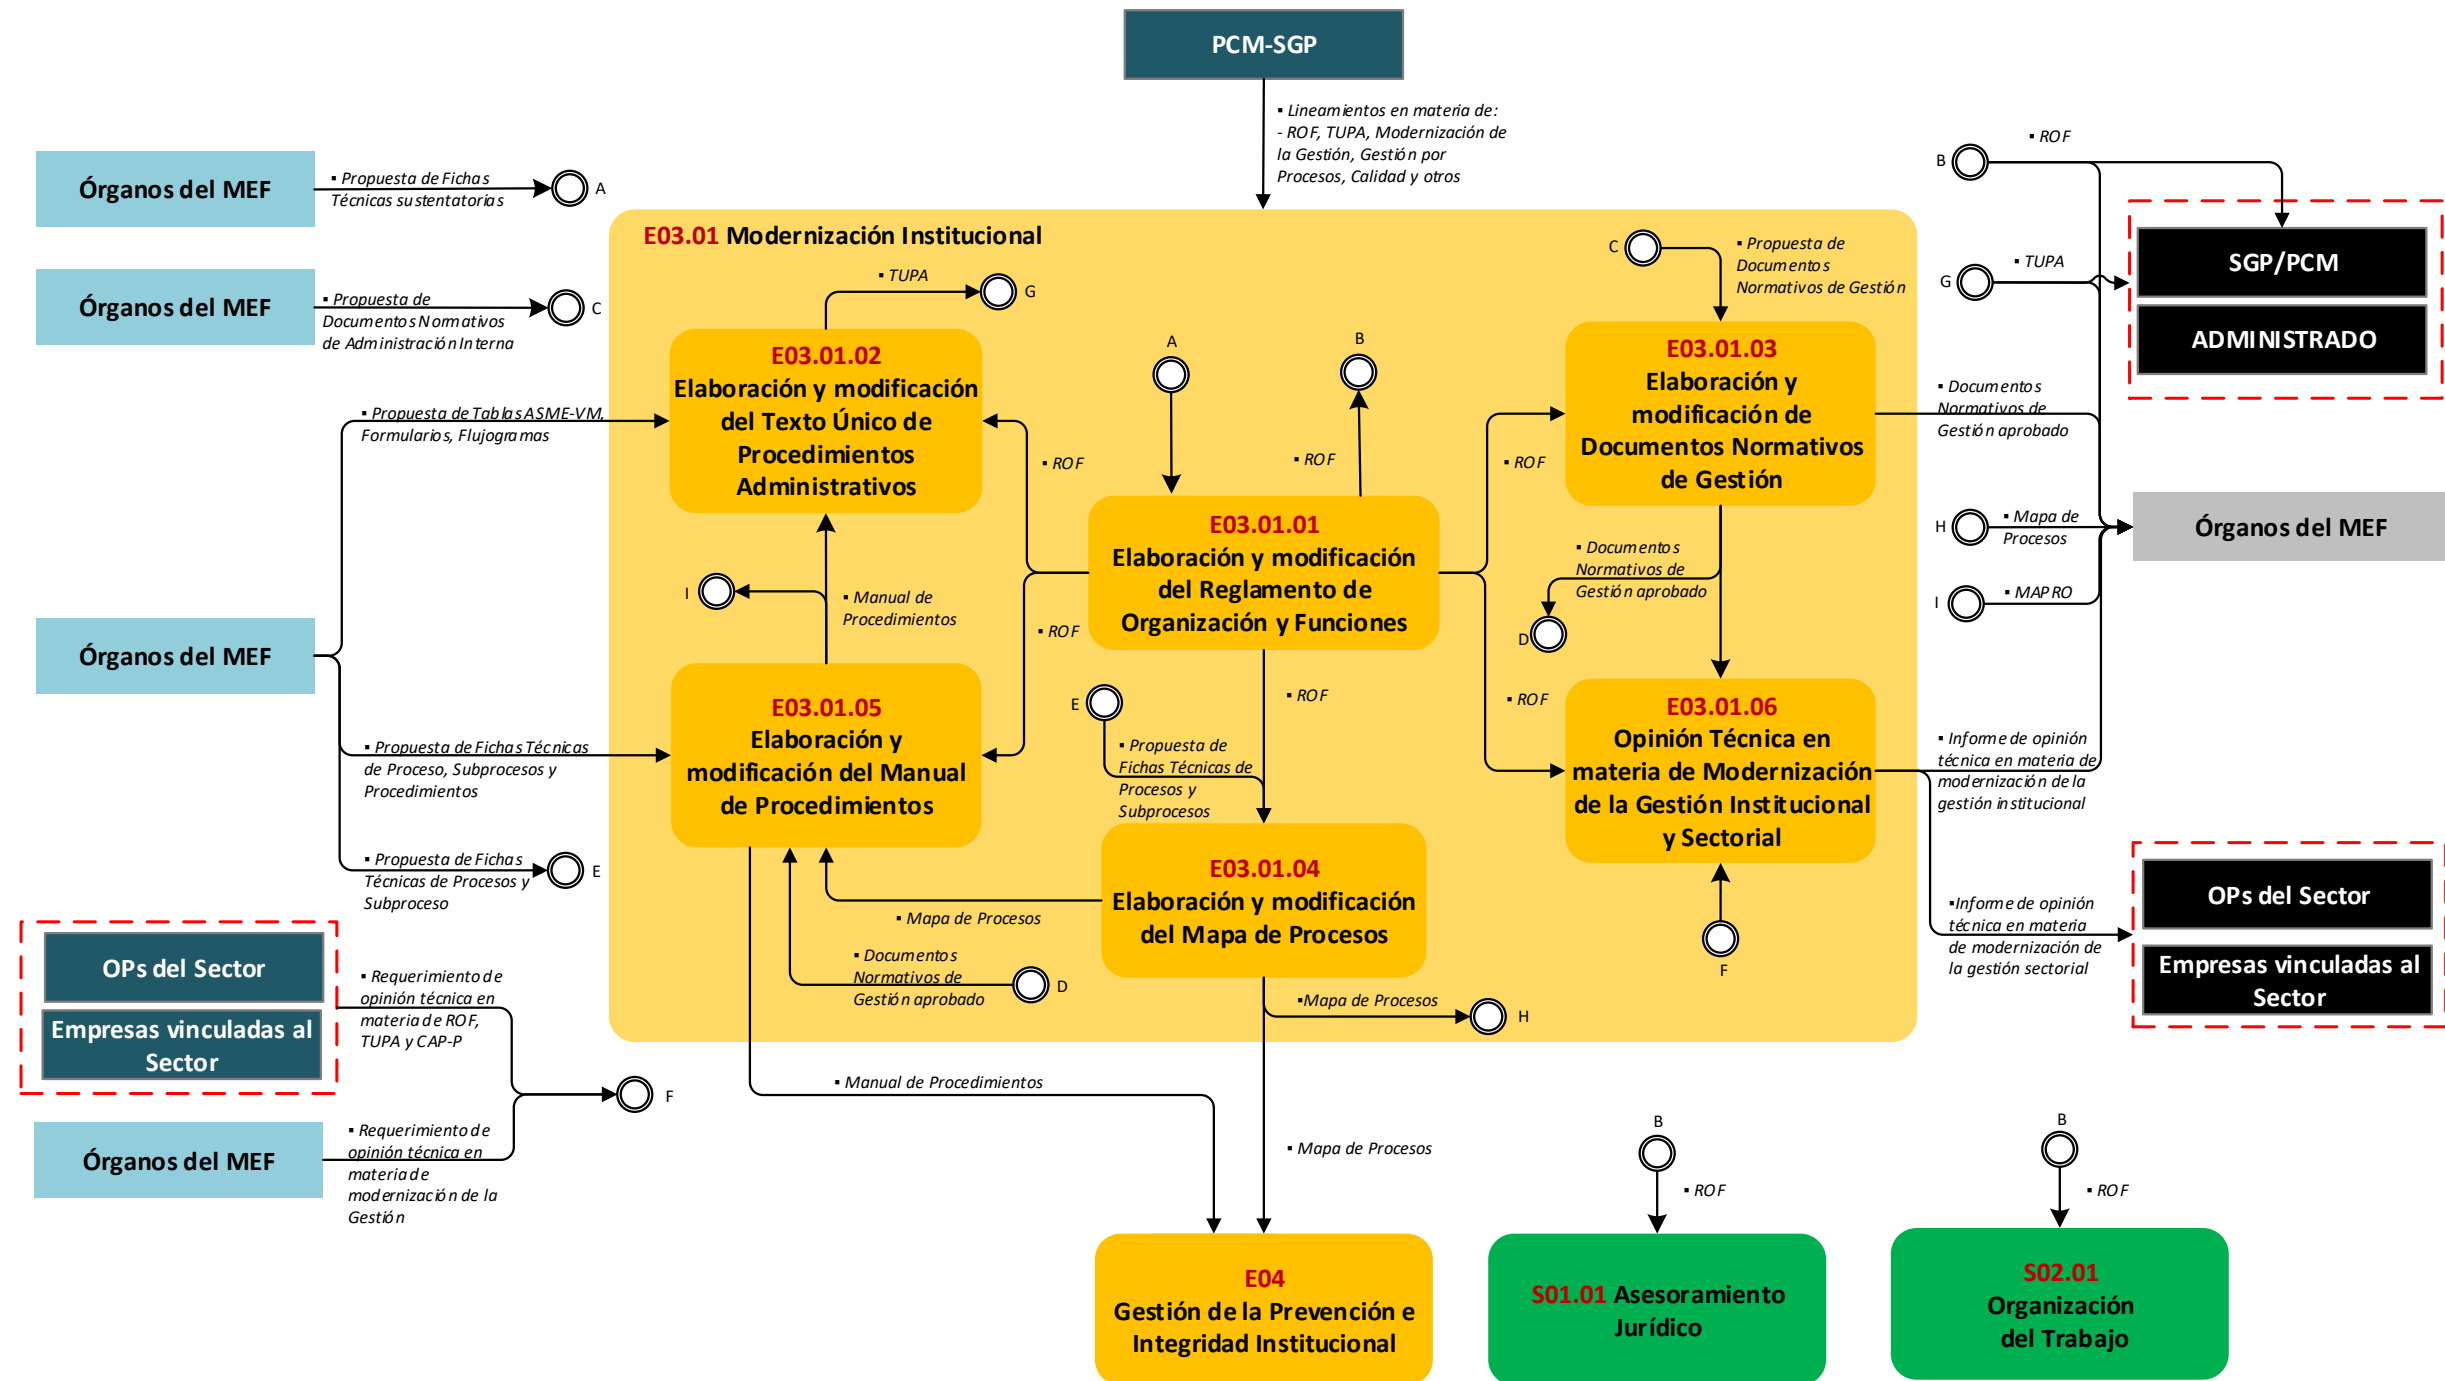 PCM-SGP
▪ Lineamientos en materia de:
- ROF, TUPA, Modernización de
la Gestión, Gestión por
Procesos, Calidad y otros
Órganos del MEF
▪ Propuesta de Fichas
Técnicas sustentatorias
A
Órganos del MEF
▪ Propuesta de
Documentos Normativos
de Administración Interna
C
Órganos del MEF
▪ Propuesta de Tablas ASME-VM,
Formularios, Flujogramas
▪ Propuesta de Fichas Técnicas
de Proceso, Subprocesos y
Procedimientos
▪ Propuesta de Fichas
Técnicas de Procesos y
Subproceso
E
OPs del Sector
Empresas vinculadas al
Sector
▪ Requerimiento de
opinión técnica en
materia de ROF,
TUPA y CAP-P
F
Órganos del MEF
▪ Requerimiento de
opinión técnica en
materia de
modernización de la
Gestión
E03.01 Modernización Institucional
▪ TUPA
G
E03.01.02
Elaboración y modificación
del Texto Único de
Procedimientos
Administrativos
▪ ROF
I
▪ Manual de
Procedimientos
▪ ROF
E03.01.05
Elaboración y
modificación del Manual
de Procedimientos
A
B
▪ ROF
E03.01.01
Elaboración y modificación
del Reglamento de
Organización y Funciones
▪ ROF
E
▪ Propuesta de
Fichas Técnicas de
Procesos y
Subprocesos
E03.01.04
Elaboración y modificación
del Mapa de Procesos
▪ Mapa de Procesos
▪ Documentos
Normativos de
Gestión aprobado
D
▪Mapa de Procesos
H
C
▪ Propuesta de
Documentos
Normativos de Gestión
E03.01.03
Elaboración y
modificación de
Documentos Normativos
de Gestión
▪ ROF
▪ Documentos
Normativos de
Gestión aprobado
D
▪ ROF
E03.01.06
Opinión Técnica en
materia de Modernización
de la Gestión Institucional
y Sectorial
F
B
▪ ROF
G
▪ TUPA
SGP/PCM
ADMINISTRADO
▪ Documentos
Normativos de
Gestión aprobado
H
▪ Mapa de
Procesos
Órganos del MEF
I
▪ MAPRO
▪ Informe de opinión
técnica en materia de
modernización de la
gestión institucional
▪Informe de opinión
técnica en materia
de modernización de
la gestión sectorial
OPs del Sector
Empresas vinculadas al
Sector
▪ Manual de Procedimientos
▪ Mapa de Procesos
E04
Gestión de la Prevención e
Integridad Institucional
B
▪ ROF
S01.01 Asesoramiento
Jurídico
B
▪ ROF
S02.01
Organización
del Trabajo